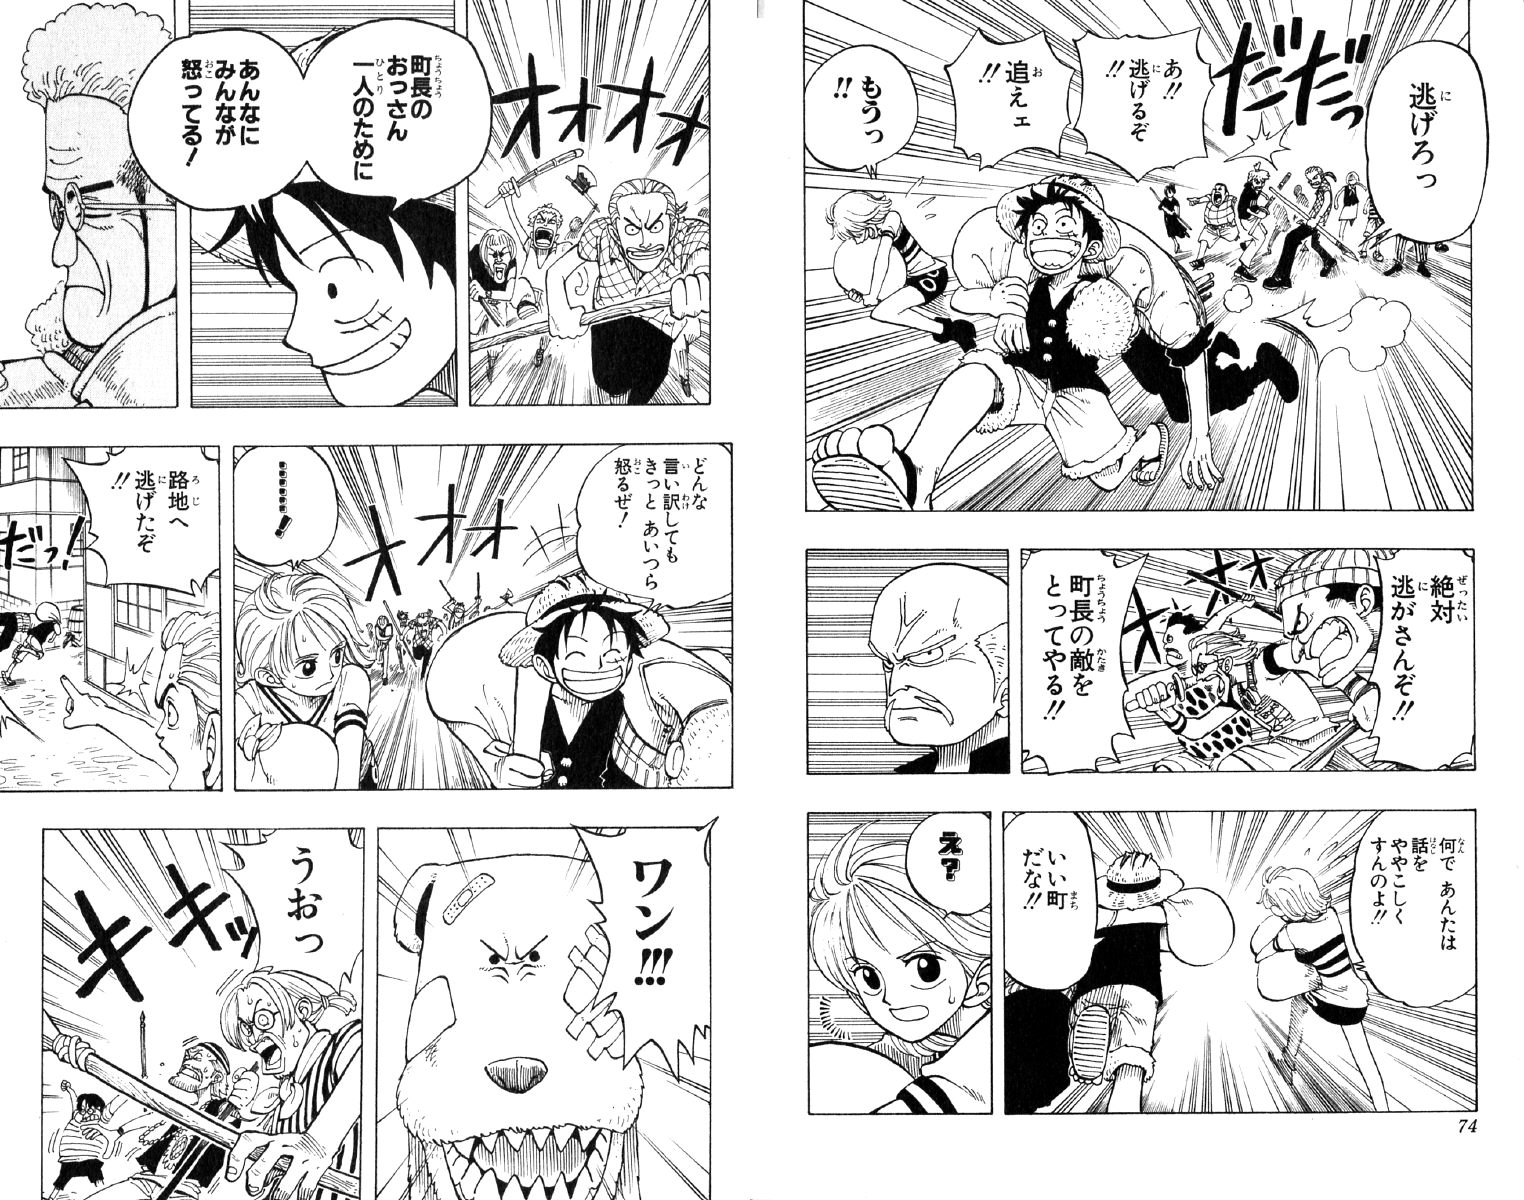 逃げろっ
ダだっ
あ!!
逃げるぞ
!!
追えェ
!!
もうっ
!!
絶対
逃がさんぞ!!
オオ
町長の敵を
とってやる!!
何で あんたは
話を
ややこしく
すんのよ!!
いい町
だな!!
え?
74
オオオオ
町長の
おっさん
一人のために
あんなに
みんなが
怒ってる!
どんな
言い訳しても
きっと あいつら
怒るぜ!
オオオ
………!
路地へ
逃げたぞ
!!
だっ!
ワン!!!
うおっ
キキッ